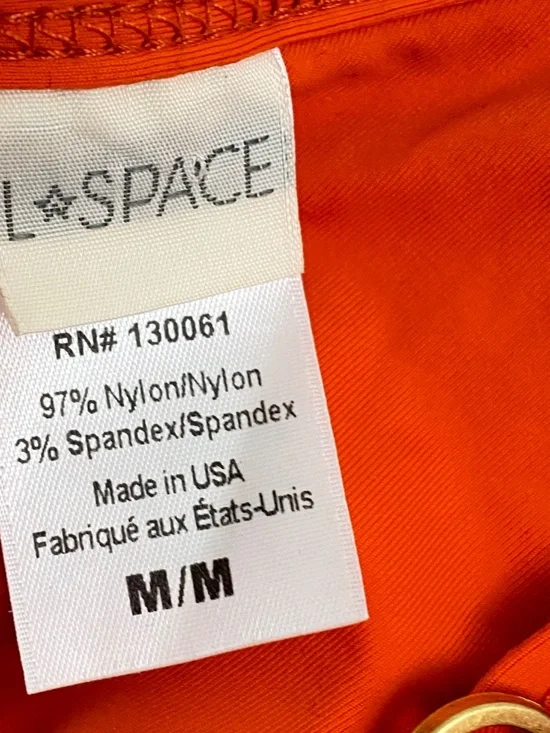 L★SPACE
RN# 130061
97% Nylon/Nylon
3% Spandex/Spandex
Made in USA
Fabriqué aux États-Unis
M/M